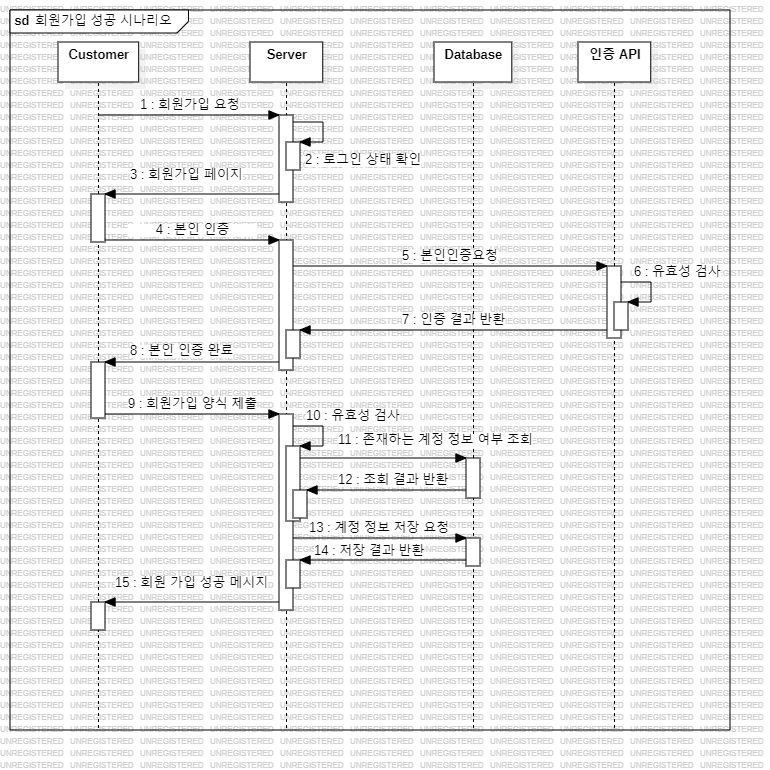 sd 회원가입 성공 시나리오
Customer
Server
Database
인증 API
1 : 회원가입 요청
2 : 로그인 상태 확인
3 : 회원가입 페이지
4 : 본인 인증
5 : 본인인증요청
6 : 유효성 검사
7 : 인증 결과 반환
8 : 본인 인증 완료
9 : 회원가입 양식 제출
10 : 유효성 검사
11 : 존재하는 계정 정보 여부 조회
12 : 조회 결과 반환
13 : 계정 정보 저장 요청
14 : 저장 결과 반환
15 : 회원 가입 성공 메시지
UNREGISTERED